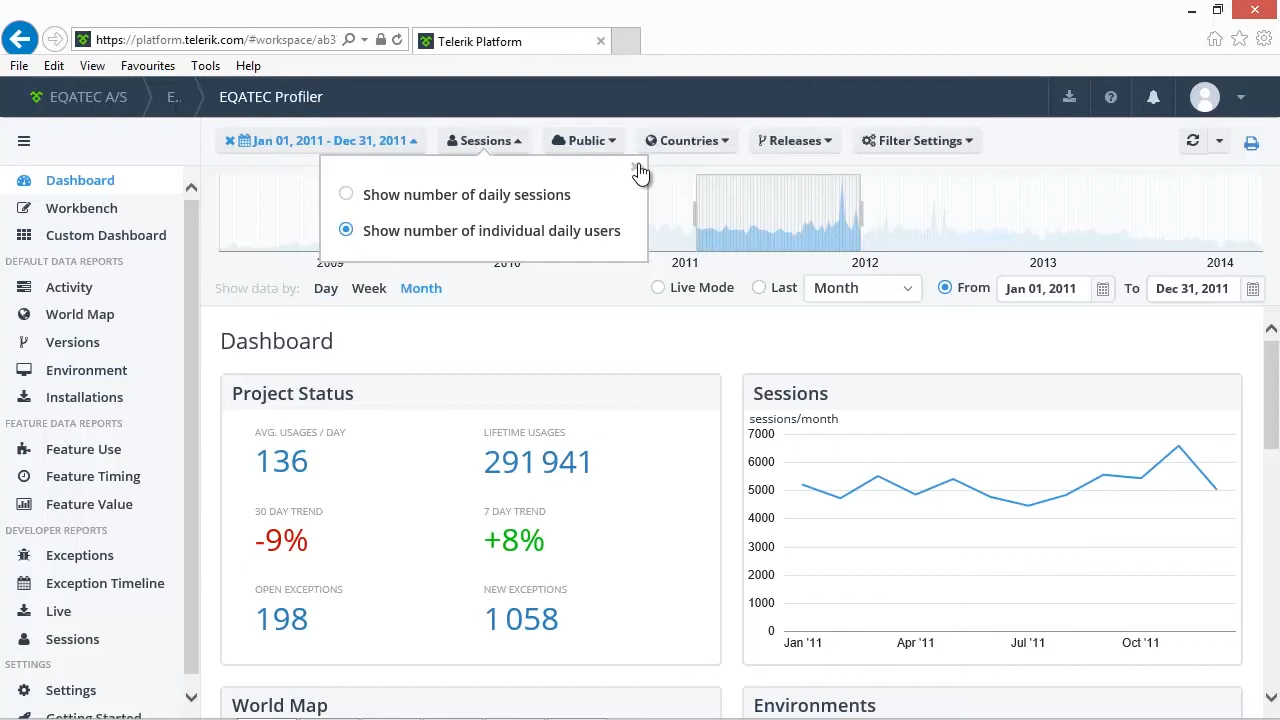 https://platform.telerik.com/#workspace/ab3
Telerik Platform
File Edit View Favourites Tools Help
EQATEC A/S E.. EQATEC Profiler
Jan 01, 2011 - Dec 31, 2011 Sessions Public Countries Releases Filter Settings
Show number of daily sessions
Show number of individual daily users
2009 2010 2011 2012 2013 2014
Show data by: Day Week Month Live Mode Last Month From Jan 01, 2011 To Dec 31, 2011
Dashboard
Workbench
Custom Dashboard
DEFAULT DATA REPORTS
Activity
World Map
Versions
Environment
Installations
FEATURE DATA REPORTS
Feature Use
Feature Timing
Feature Value
DEVELOPER REPORTS
Exceptions
Exception Timeline
Live
Sessions
SETTINGS
Settings
Getting Started
Dashboard
Project Status
AVG. USAGES / DAY LIFETIME USAGES
136 291 941
30 DAY TREND 7 DAY TREND
-9% +8%
OPEN EXCEPTIONS NEW EXCEPTIONS
198 1 058
Sessions
sessions/month
7000
6000
5000
4000
3000
2000
1000
0
Jan '11 Apr '11 Jul '11 Oct '11
World Map
Environments